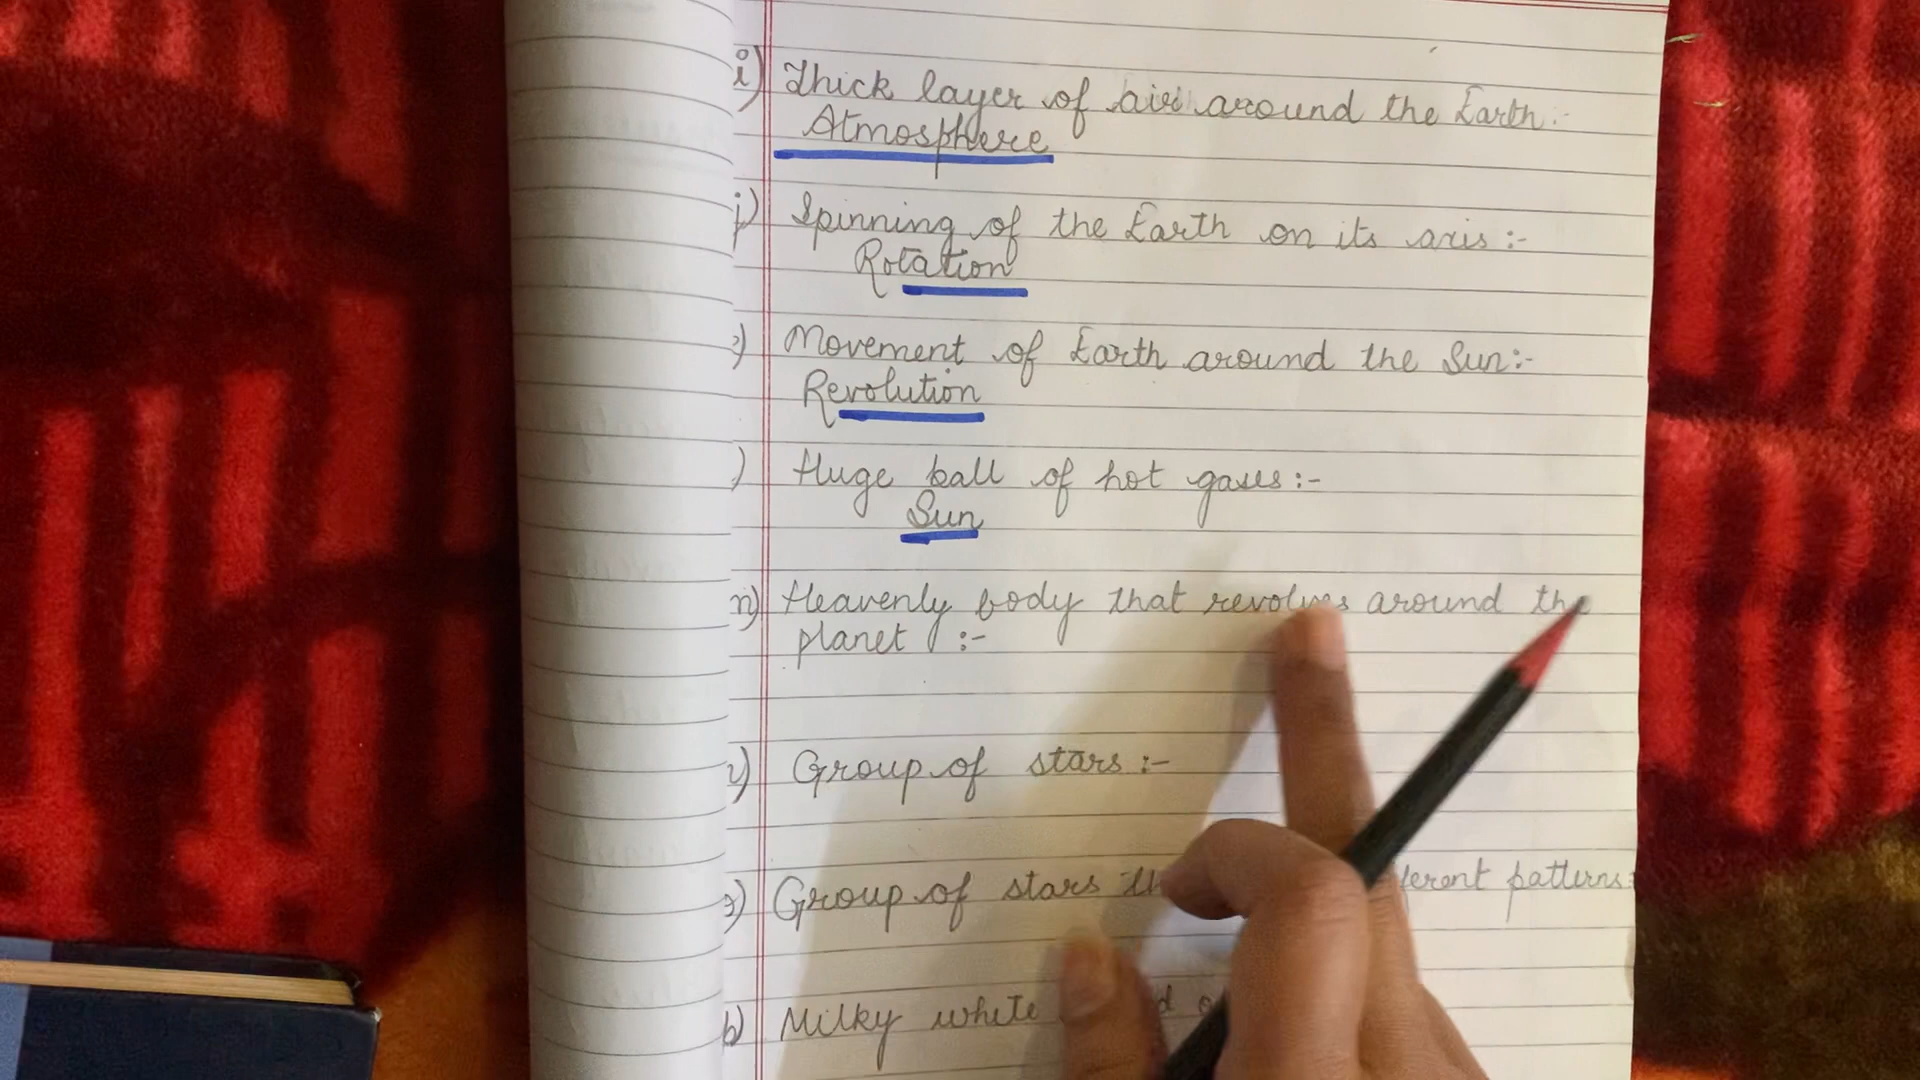 i) Thick layer of air around the Earth:-
Atmosphere
j) Spinning of the Earth on its axis :-
Rotation
Movement of Earth around the Sun:-
Revolution
) Huge ball of hot gases :-
Sun
n) Heavenly body that revolves around the
planet :-
Group of stars :-
Group of stars patterns:
Milky white